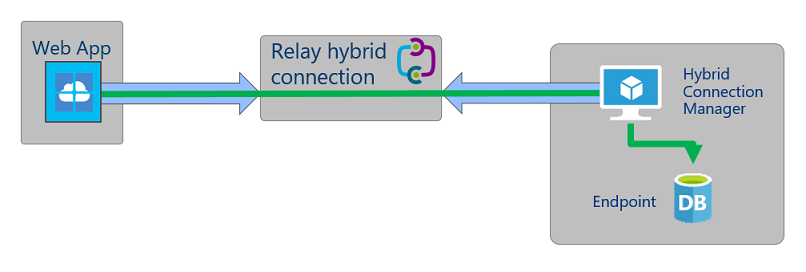 Web App
Relay hybrid
connection
Hybrid
Connection
Manager
Endpoint
DB